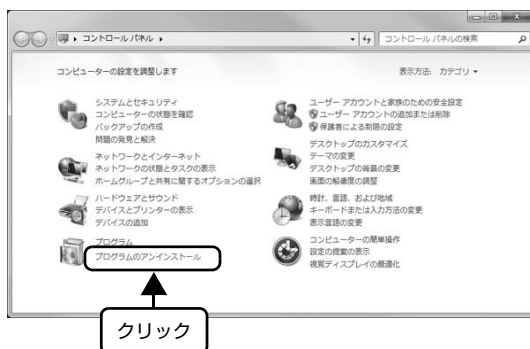 コントロール パネル
コントロール パネルの検索
コンピューターの設定を調整します
表示方法: カテゴリ
システムとセキュリティ
コンピューターの状態を確認
バックアップの作成
問題の発見と解決
ネットワークとインターネット
ネットワークの状態とタスクの表示
ホームグループと共有に関するオプションの選択
ハードウェアとサウンド
デバイスとプリンターの表示
デバイスの追加
プログラム
プログラムのアンインストール
ユーザー アカウントと家族のための安全設定
ユーザー アカウントの追加または削除
保護者による制限の設定
デスクトップのカスタマイズ
テーマの変更
デスクトップの背景の変更
画面の解像度の調整
時計、言語、および地域
キーボードまたは入力方法の変更
表示言語の変更
コンピューターの簡単操作
設定の提案の表示
視覚ディスプレイの最適化
クリック